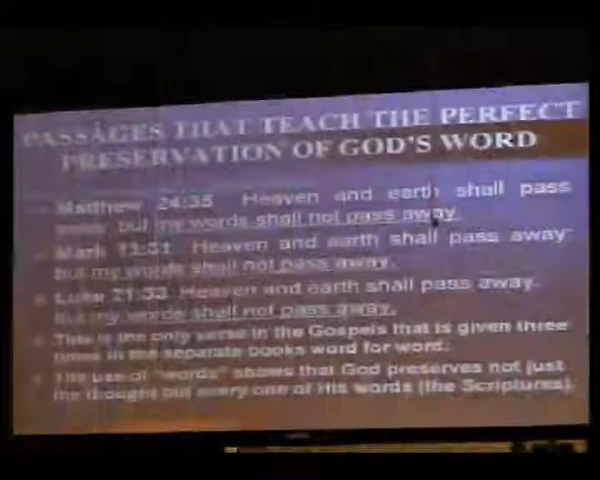 PASSAGES THAT TEACH THE PERFECT
PRESERVATION OF GOD'S WORD
Matthew 24:35 Heaven and earth shall pass
away, but my words shall not pass away.
Mark 13:31 Heaven and earth shall pass away:
but my words shall not pass away.
Luke 21:33 Heaven and earth shall pass away:
but my words shall not pass away.
This is the only verse in the Gospels that is given three
times in the separate books word for word.
The use of "words" shows that God preserves not just
the thought but every one of His words (the Scriptures).